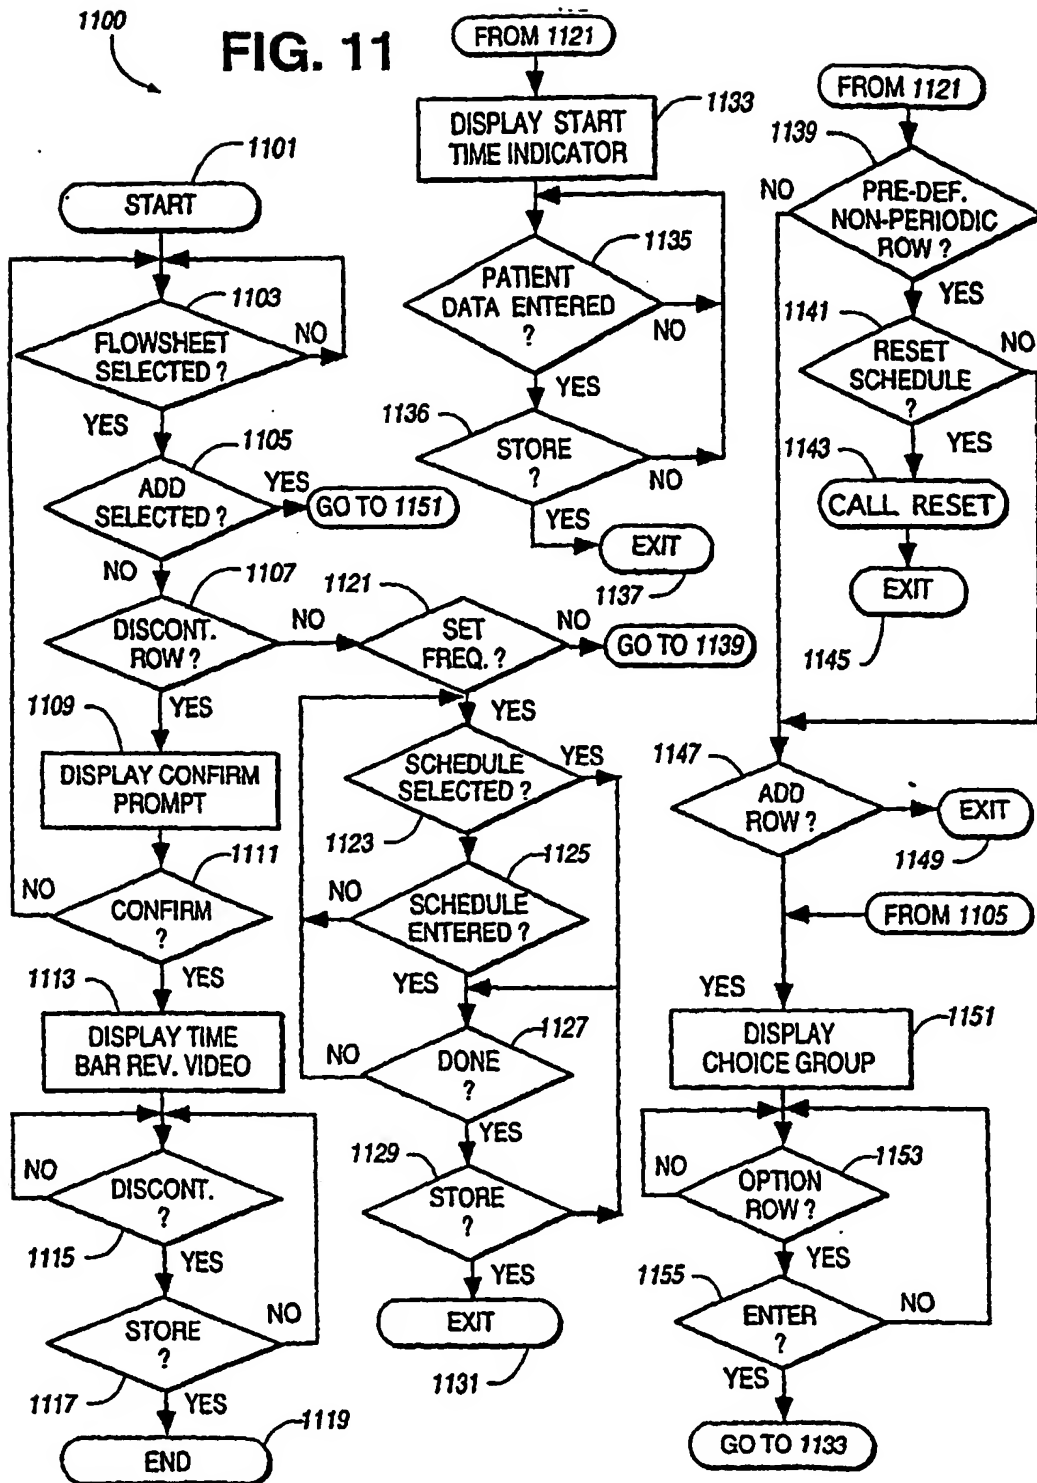 1100
FIG. 11
1101
START
1103
FLOWSHEET
SELECTED ?
NO
YES
1105
ADD
SELECTED ?
YES
GO TO 1151
NO
1107
DISCONT.
ROW ?
NO
YES
1109
DISPLAY CONFIRM
PROMPT
1111
NO
CONFIRM
?
YES
1113
DISPLAY TIME
BAR REV. VIDEO
NO
DISCONT.
?
1115
YES
STORE
?
NO
1117
YES
1119
END
1121
SET
FREQ. ?
NO
GO TO 1139
YES
SCHEDULE
SELECTED ?
YES
1123
1125
NO
SCHEDULE
ENTERED ?
YES
1127
NO
DONE
?
YES
1129
STORE
?
YES
EXIT
1131
FROM 1121
1133
DISPLAY START
TIME INDICATOR
1135
PATIENT
DATA ENTERED
?
NO
YES
1136
STORE
?
NO
YES
EXIT
1137
FROM 1121
1139
NO
PRE-DEF.
NON-PERIODIC
ROW ?
YES
1141
NO
RESET
SCHEDULE
?
YES
1143
CALL RESET
EXIT
1145
1147
ADD
ROW ?
EXIT
1149
FROM 1105
YES
1151
DISPLAY
CHOICE GROUP
1153
NO
OPTION
ROW ?
YES
1155
ENTER
?
NO
YES
GO TO 1133